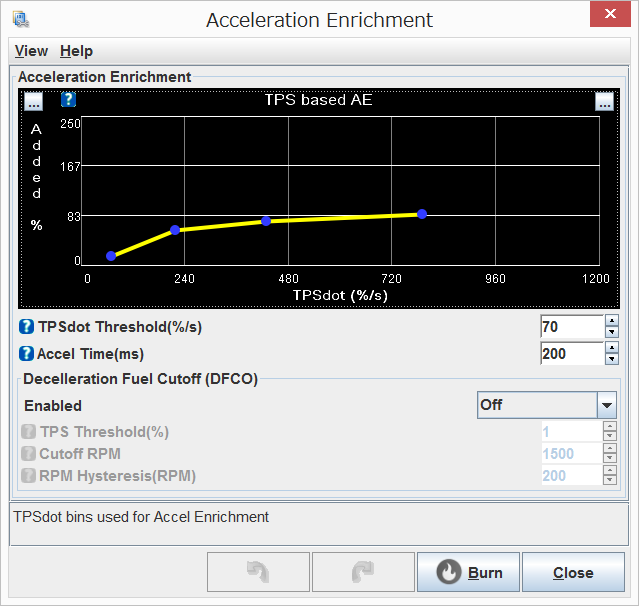 Acceleration Enrichment
View Help
Acceleration Enrichment
... ? TPS based AE ...
Added %
250
167
83
0
0 240 480 720 960 1200
TPSdot (%/s)
? TPSdot Threshold(%/s) 70
? Accel Time(ms) 200
Decelleration Fuel Cutoff (DFCO)
Enabled Off
? TPS Threshold(%) 1
? Cutoff RPM 1500
? RPM Hysteresis(RPM) 200
TPSdot bins used for Accel Enrichment
Burn Close